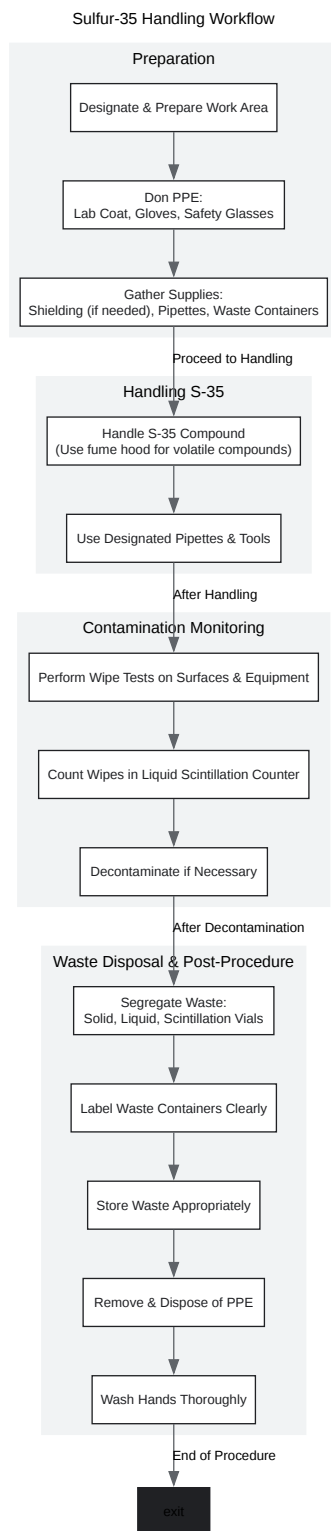 Sulfur-35 Handling Workflow
Preparation
Designate & Prepare Work Area
Don PPE:
Lab Coat, Gloves, Safety Glasses
Gather Supplies:
Shielding (if needed), Pipettes, Waste Containers
Proceed to Handling
Handling S-35
Handle S-35 Compound
(Use fume hood for volatile compounds)
Use Designated Pipettes & Tools
After Handling
Contamination Monitoring
Perform Wipe Tests on Surfaces & Equipment
Count Wipes in Liquid Scintillation Counter
Decontaminate if Necessary
After Decontamination
Waste Disposal & Post-Procedure
Segregate Waste:
Solid, Liquid, Scintillation Vials
Label Waste Containers Clearly
Store Waste Appropriately
Remove & Dispose of PPE
Wash Hands Thoroughly
End of Procedure
exit